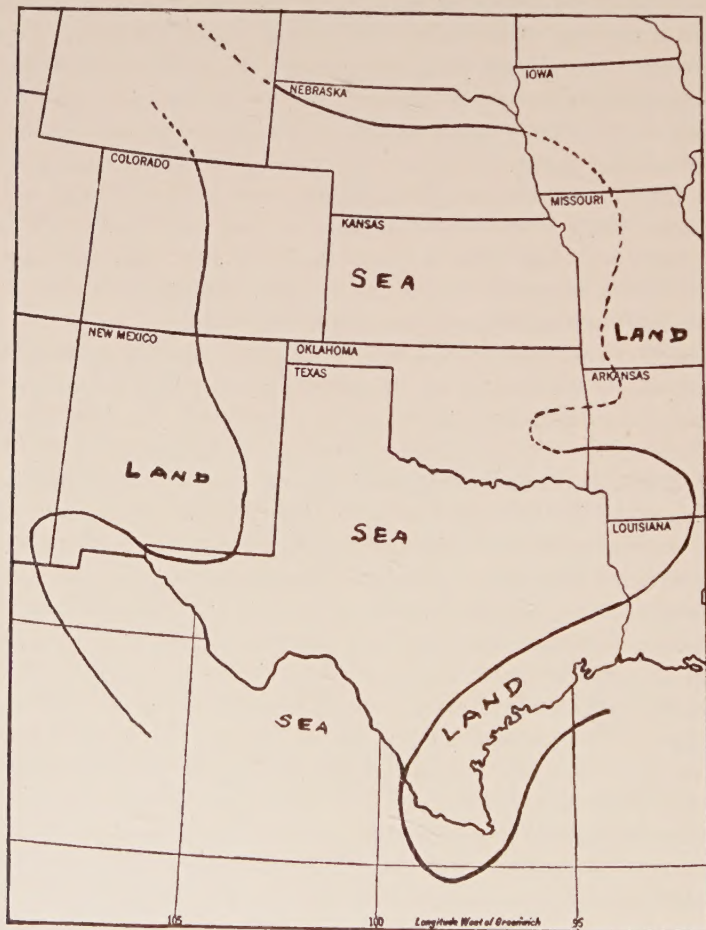 IOWA
NEBRASKA
COLORADO
MISSOURI
KANSAS
SEA
NEW MEXICO
LAND
OKLAHOMA
TEXAS
ARKANSAS
LAND
SEA
LOUISIANA
LAND
SEA
105
100
Longitude West of Greenwich
95